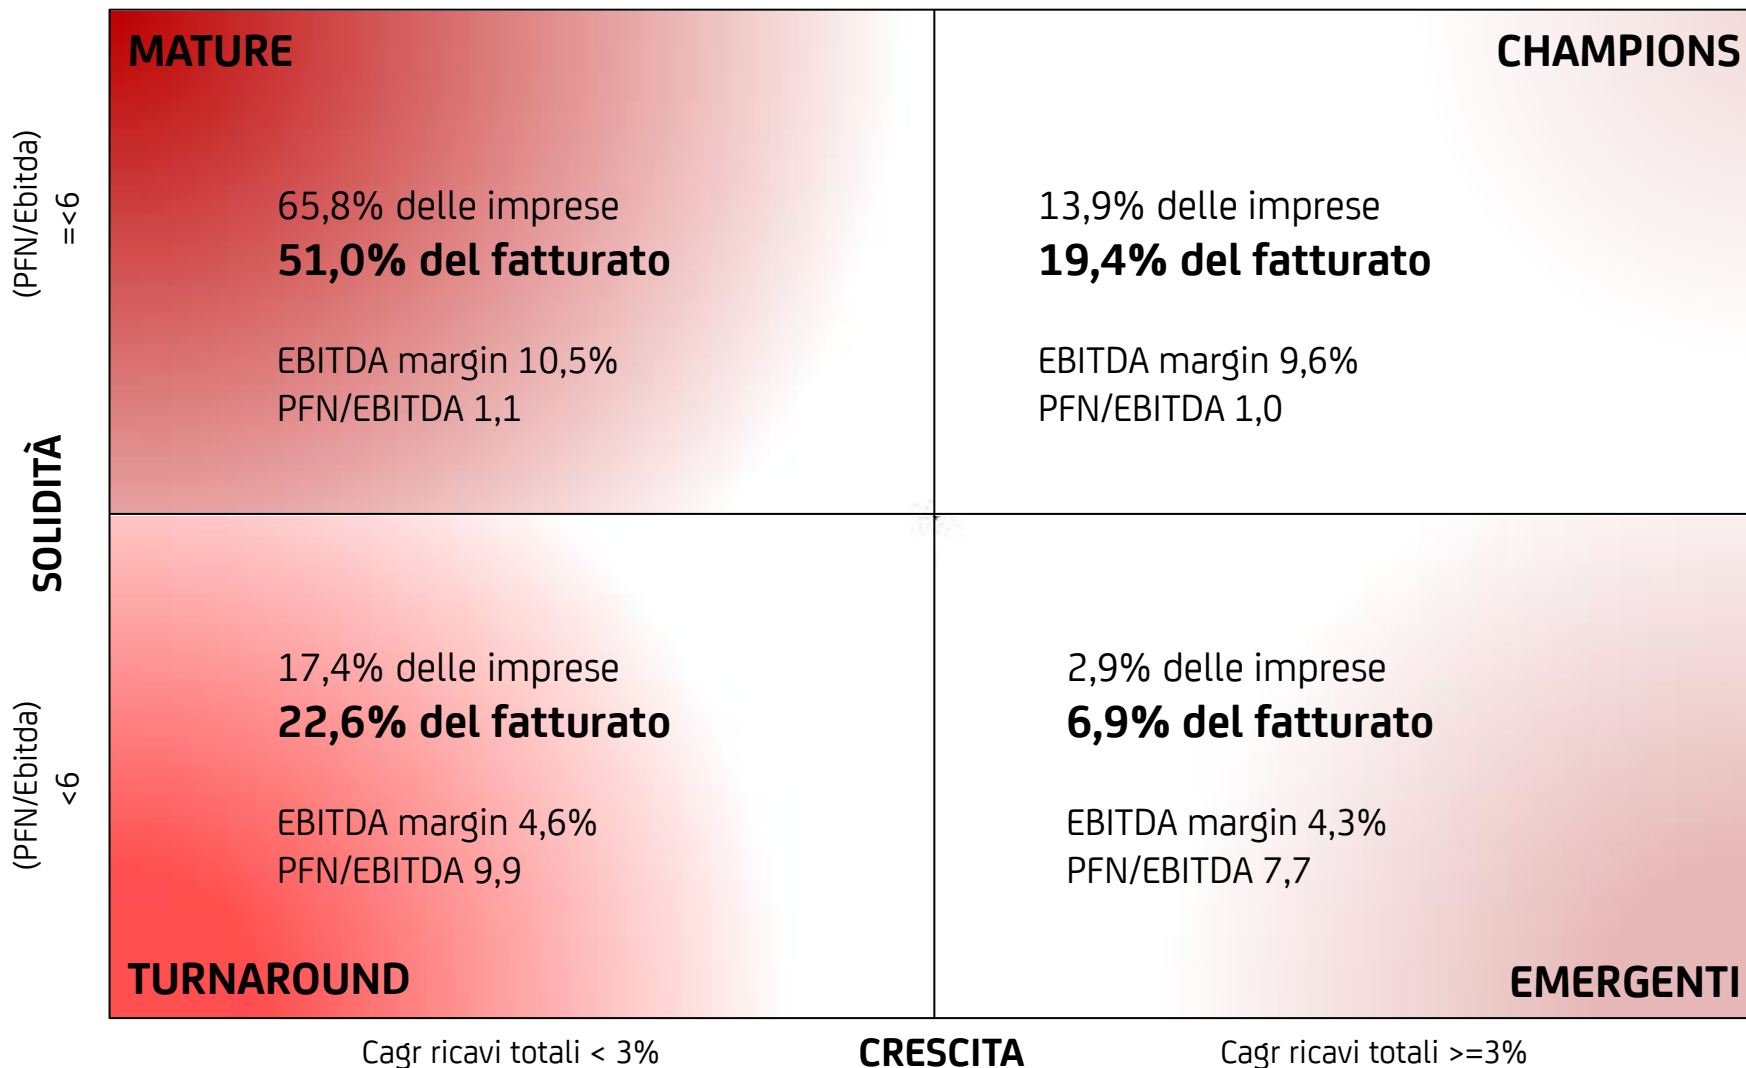 MATURE
CHAMPIONS
(PFN/Ebitda)
=<6
65,8% delle imprese
51,0% del fatturato
EBITDA margin 10,5%
PFN/EBITDA 1,1
13,9% delle imprese
19,4% del fatturato
EBITDA margin 9,6%
PFN/EBITDA 1,0
SOLIDITÀ
(PFN/Ebitda)
<6
17,4% delle imprese
22,6% del fatturato
EBITDA margin 4,6%
PFN/EBITDA 9,9
2,9% delle imprese
6,9% del fatturato
EBITDA margin 4,3%
PFN/EBITDA 7,7
TURNAROUND
EMERGENTI
Cagr ricavi totali < 3%
CRESCITA
Cagr ricavi totali >=3%